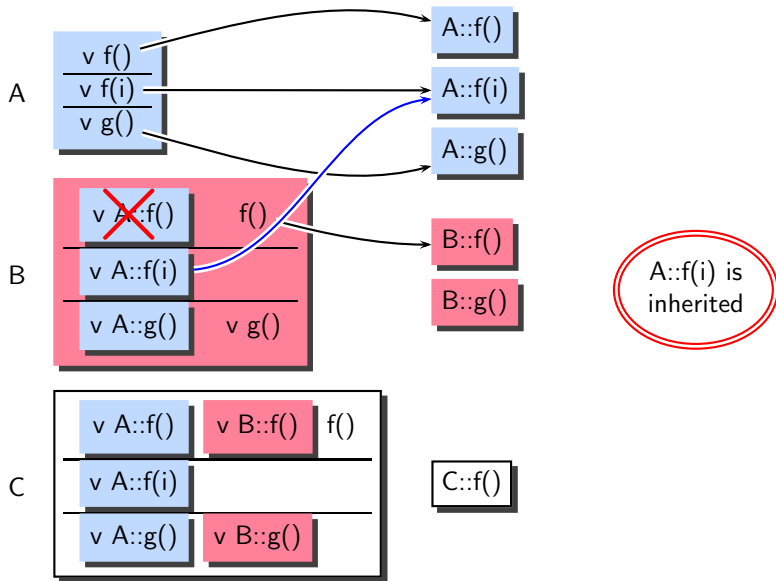 A::f()
v f()
A
v f(i)
A::f(i)
v g()
A::g()
v A::f() f()
B::f()
B
v A::f(i)
A::f(i) is
inherited
B::g()
v A::g() v g()
v A::f() v B::f() f()
C
v A::f(i)
C::f()
v A::g() v B::g()